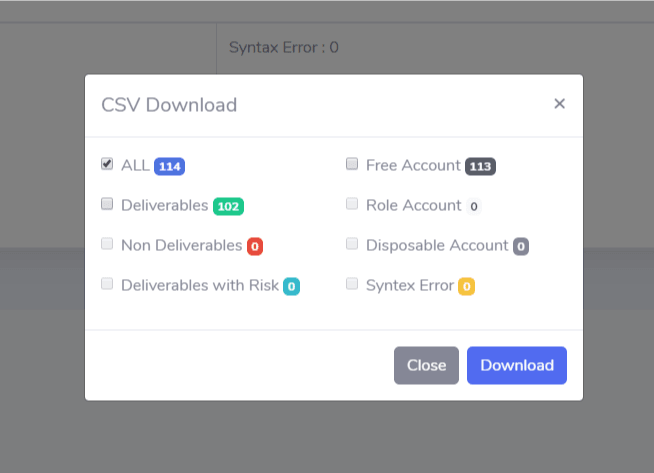 Syntax Error : 0
CSV Download ×
ALL 114
Free Account 113
Deliverables 102
Role Account 0
Non Deliverables 0
Disposable Account 0
Deliverables with Risk 0
Syntex Error 0
Close
Download